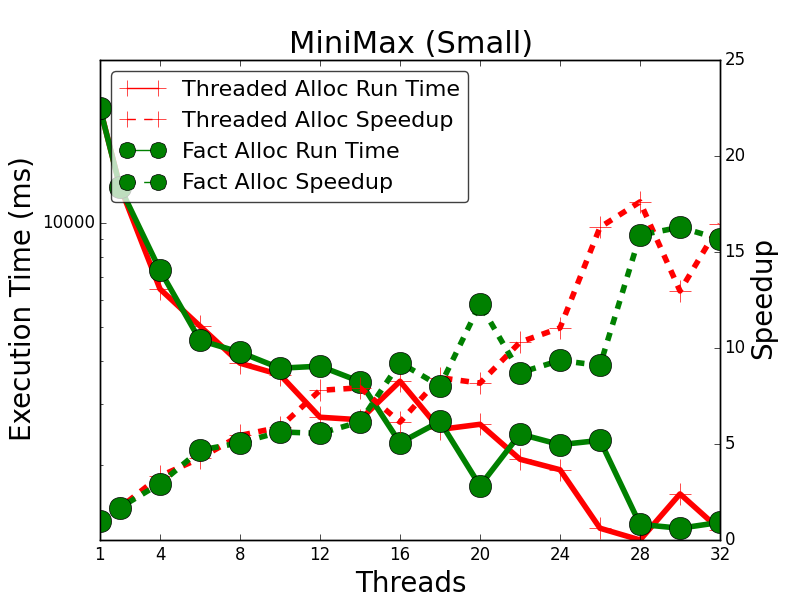 MiniMax (Small)
Threaded Alloc Run Time
Threaded Alloc Speedup
Fact Alloc Run Time
Fact Alloc Speedup
Execution Time (ms)
10000
25
20
15
10
5
0
Speedup
1 4 8 12 16 20 24 28 32
Threads